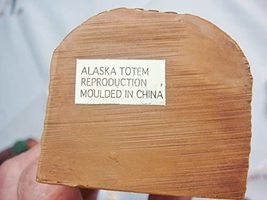 ALASKA TOTEM
REPRODUCTION
MOULDED IN CHINA